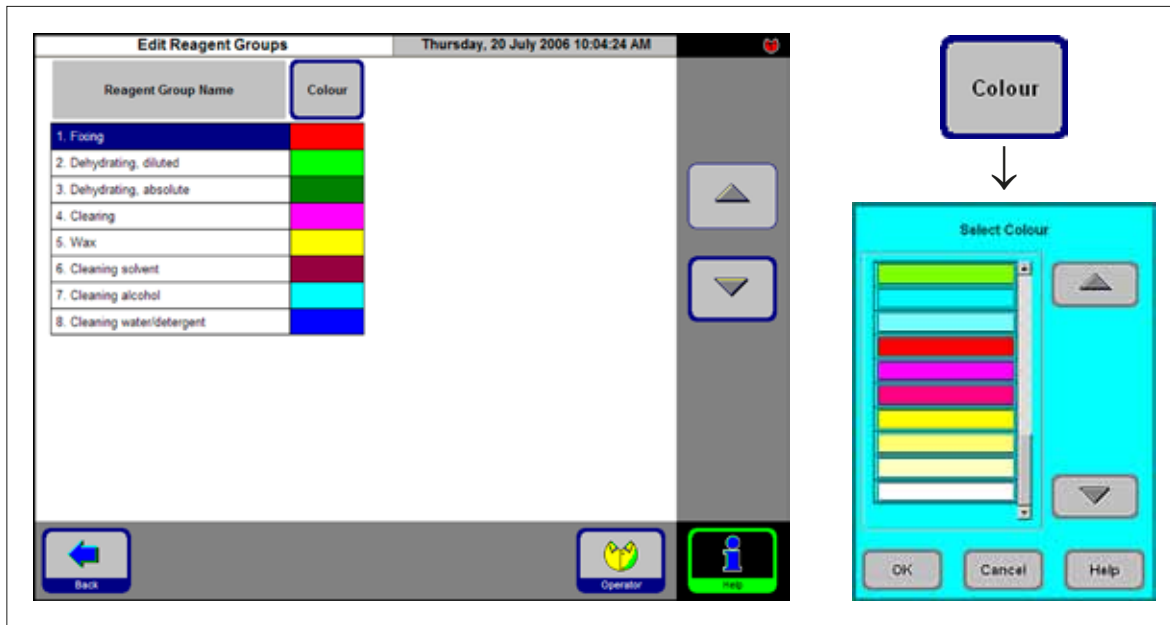 Edit Reagent Groups
Thursday, 20 July 2006 10:04:24 AM
Reagent Group Name
Colour
1. Fixing
2. Dehydrating, diluted
3. Dehydrating, absolute
4. Clearing
5. Wax
6. Cleaning solvent
7. Cleaning alcohol
8. Cleaning water/detergent
Back
Operator
Help
Colour
Select Colour
OK
Cancel
Help